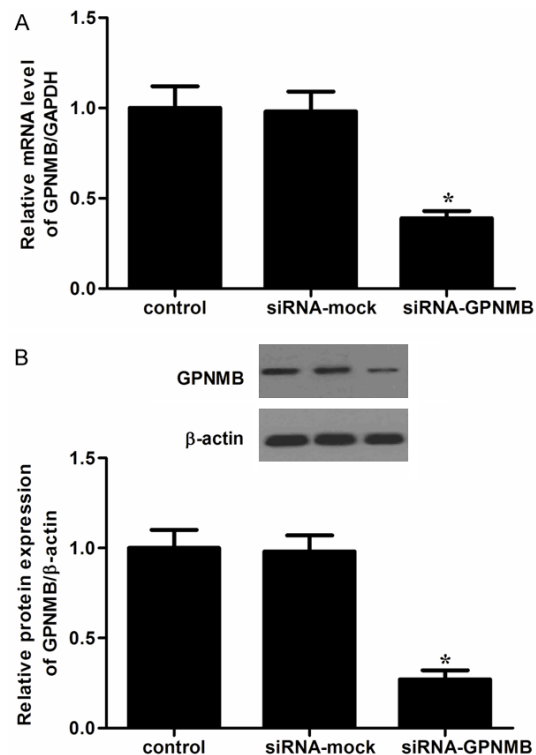 A
Relative mRNA level
of GPNMB/GAPDH
1.5
1.0
0.5
0.0
*
control siRNA-mock siRNA-GPNMB
B
GPNMB
β-actin
Relative protein expression
of GPNMB/β-actin
1.5
1.0
0.5
0.0
*
control siRNA-mock siRNA-GPNMB